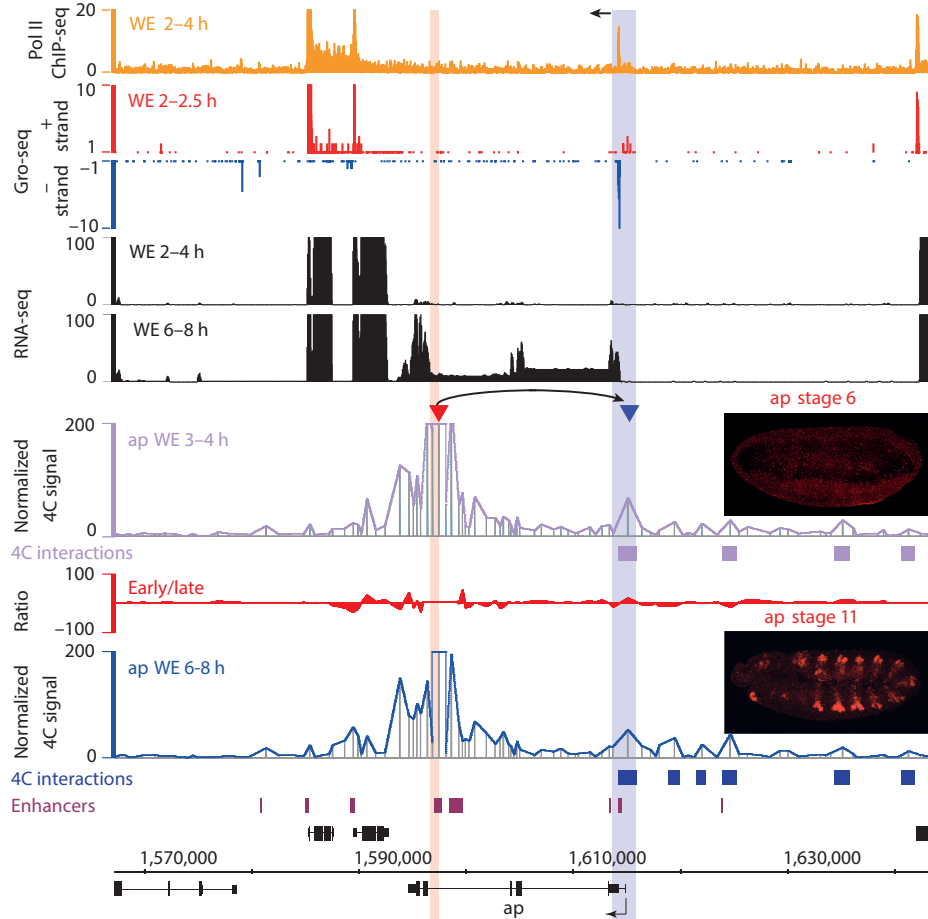 Pol II
ChIP-seq
20
0
WE 2–4 h
Gro-seq
+
strand
–
strand
10
1
WE 2–2.5 h
–1
–10
RNA-seq
100
0
WE 2–4 h
100
0
WE 6–8 h
Normalized
4C signal
200
0
ap WE 3–4 h
ap stage 6
4C interactions
Ratio
100
–100
Early/late
ap stage 11
Normalized
4C signal
200
0
ap WE 6-8 h
4C interactions
Enhancers
1,570,000 1,590,000 1,610,000 1,630,000
ap